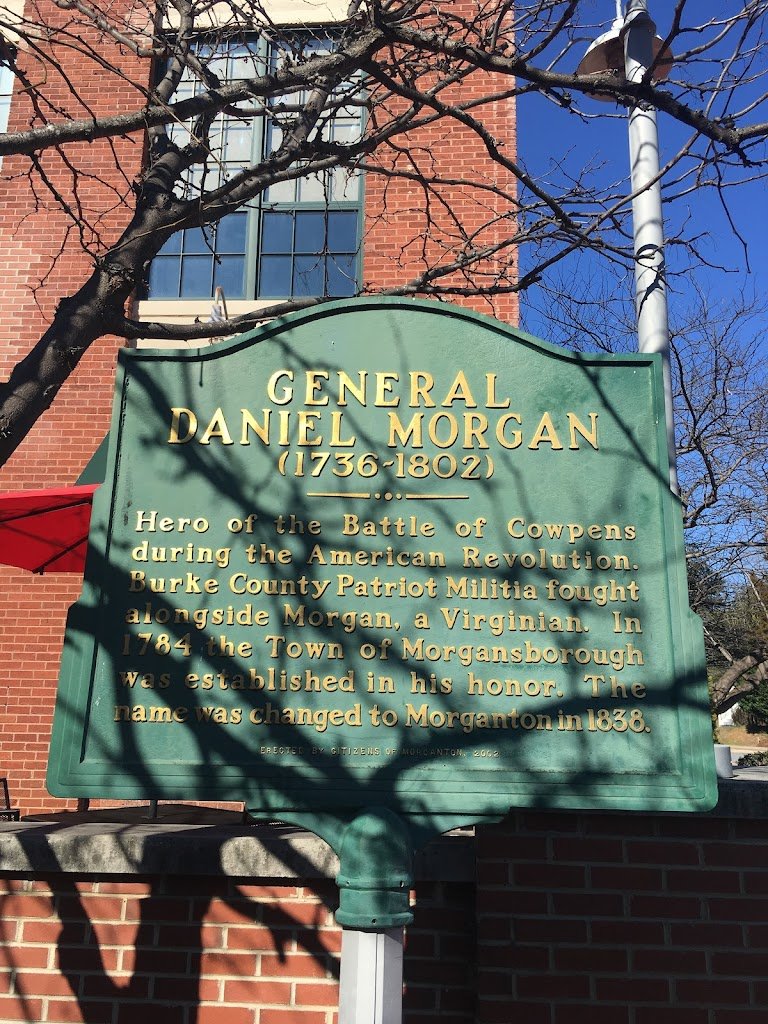 GENERAL
DANIEL MORGAN
(1736~1802)
Hero of the Battle of Cowpens
during the American Revolution.
Burke County Patriot Militia fought
alongside Morgan, a Virginian. In
1784 the Town of Morgansborough
was established in his honor. The
name was changed to Morganton in 1838.
ERECTED BY CITIZENS OF MORGANTON, 2002